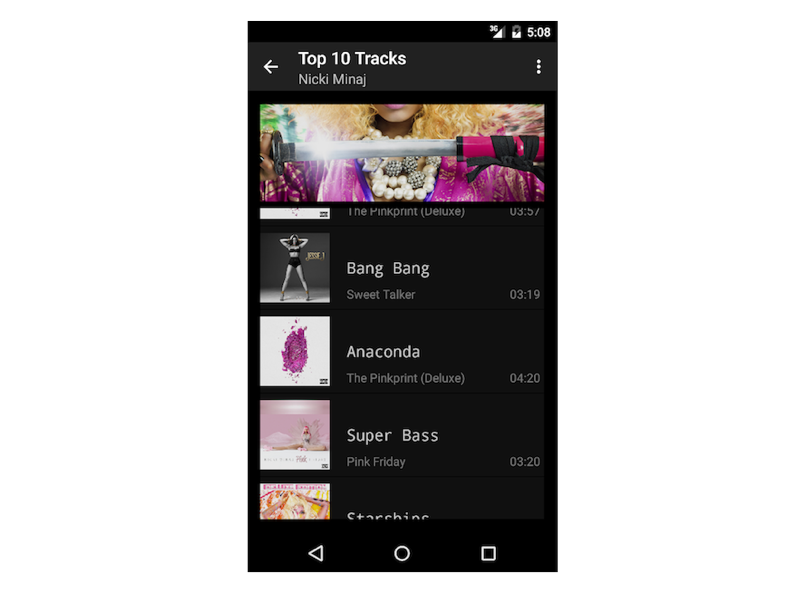 3G 5:08
Top 10 Tracks
Nicki Minaj
The Pinkprint (Deluxe) 03:57
Bang Bang
Sweet Talker 03:19
Anaconda
The Pinkprint (Deluxe) 04:20
Super Bass
Pink Friday 03:20
Starships